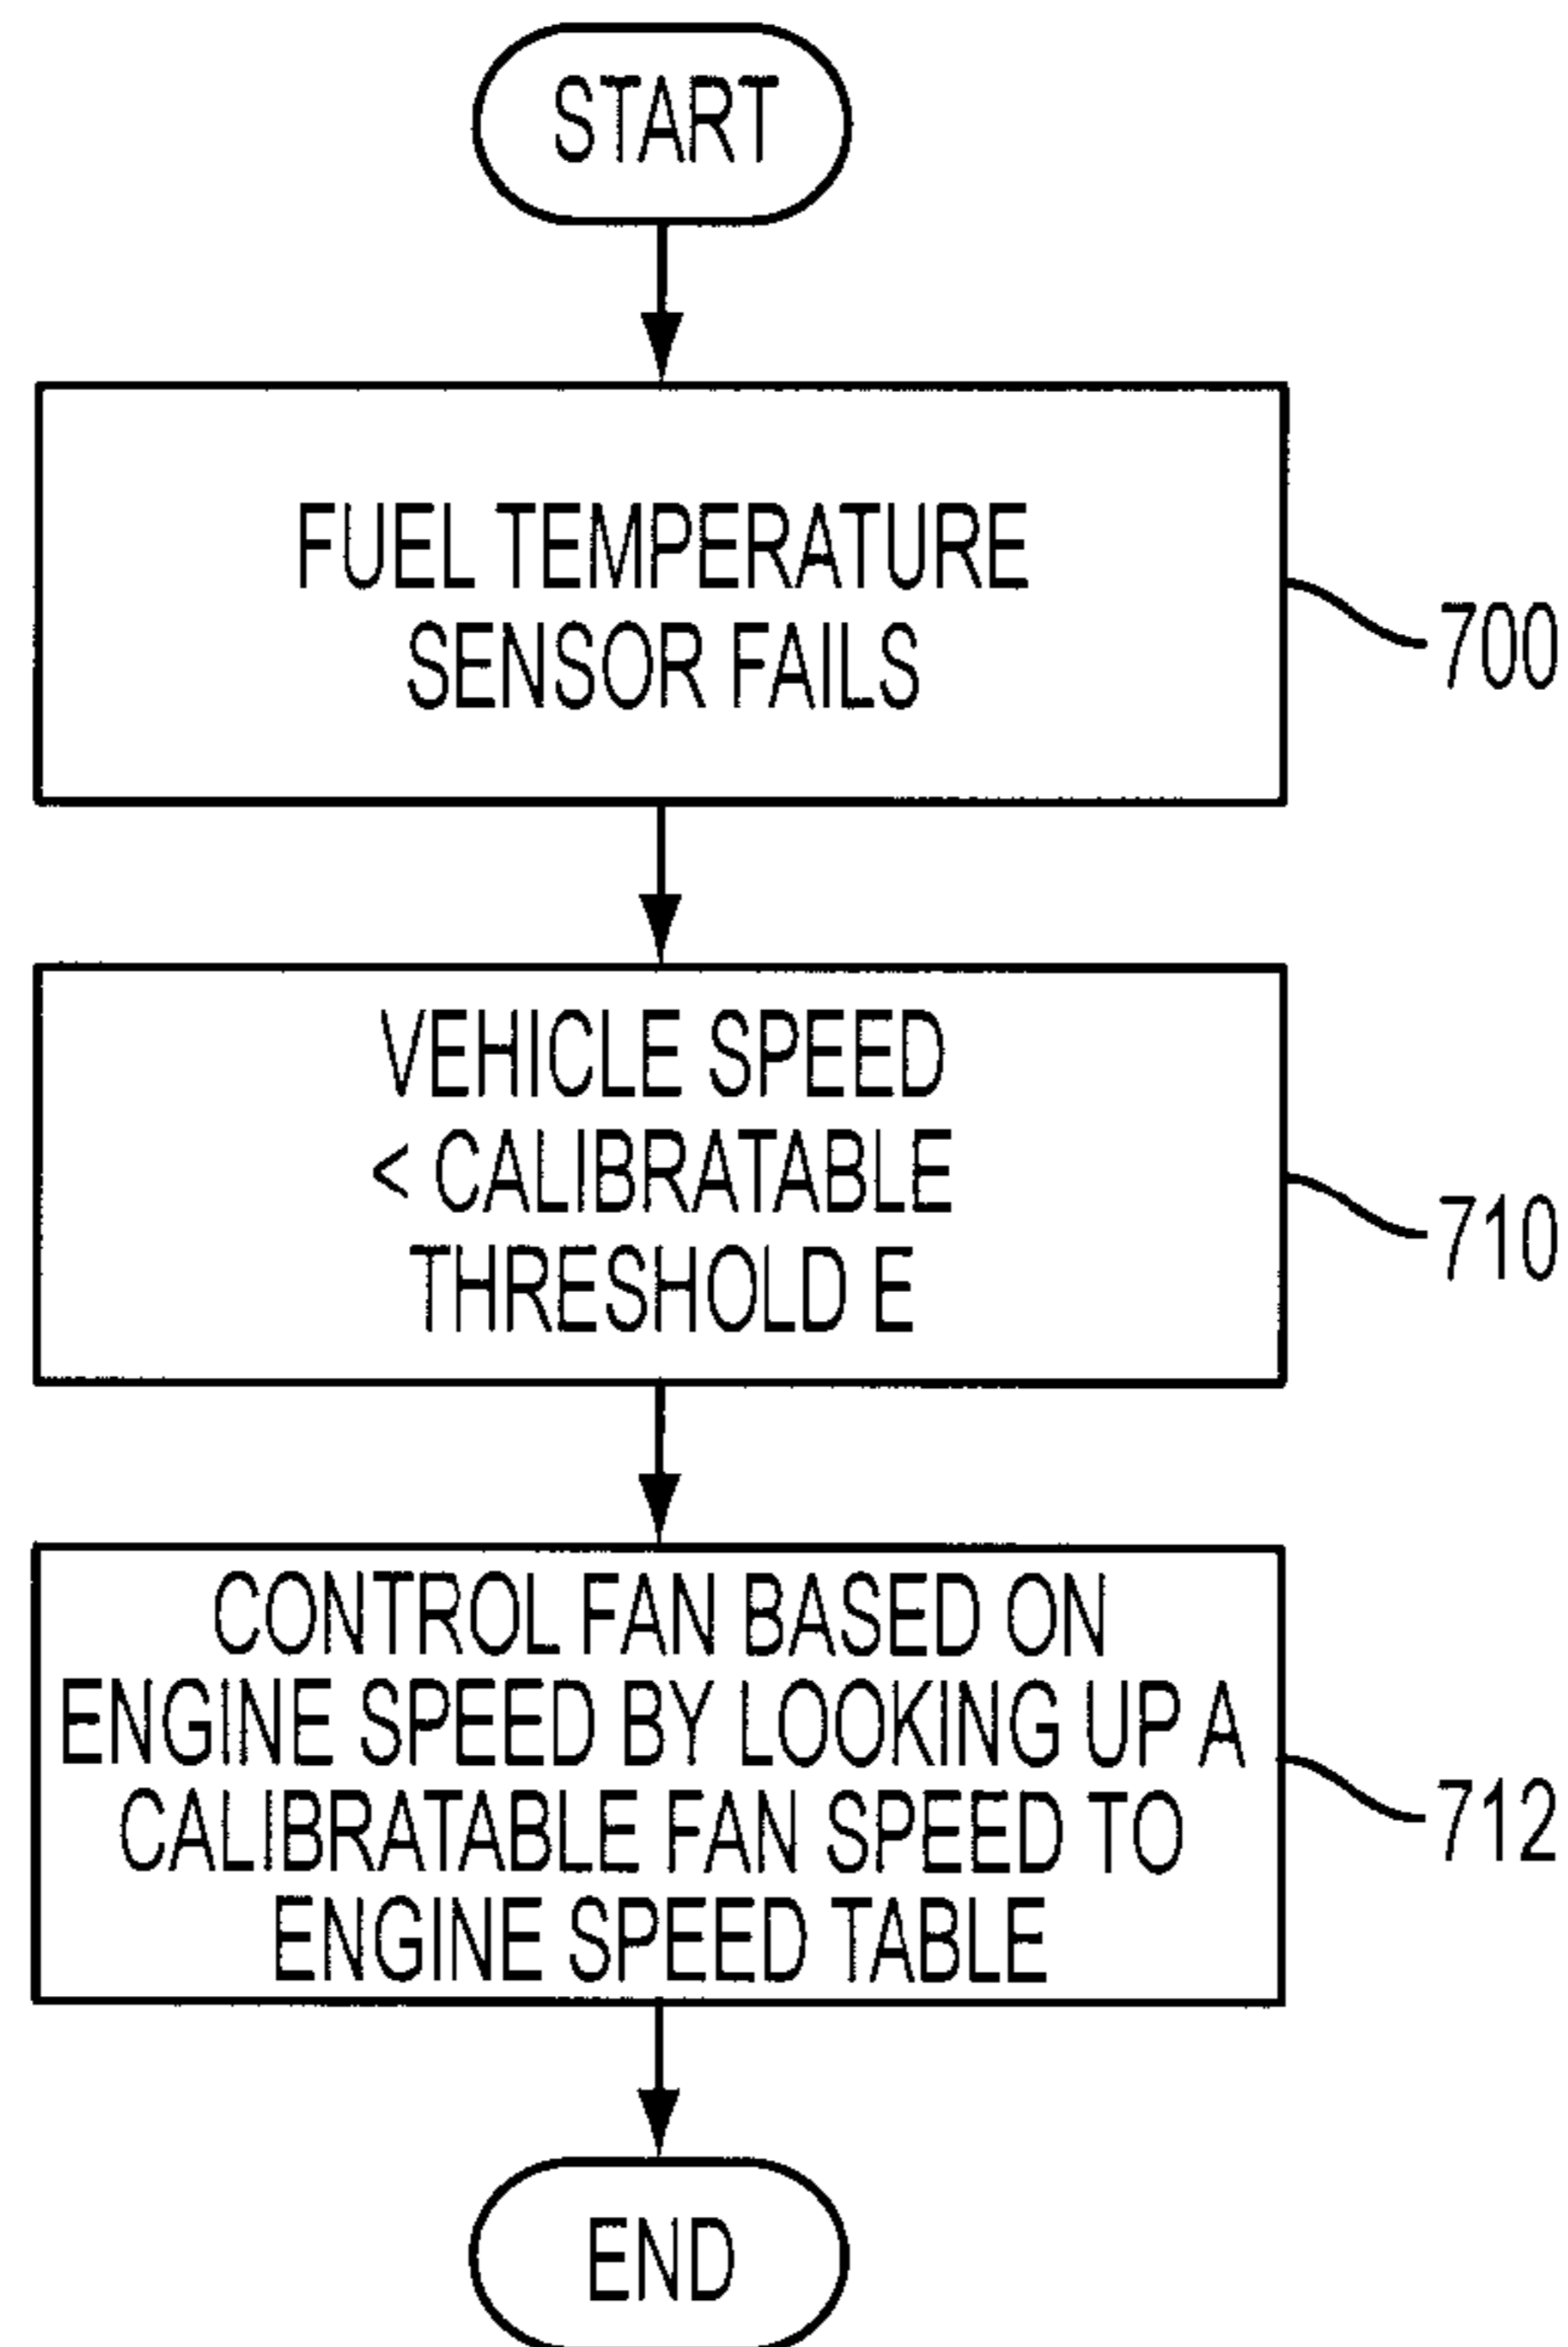 START
FUEL TEMPERATURE
SENSOR FAILS
700
VEHICLE SPEED
< CALIBRATABLE
THRESHOLD E
710
CONTROL FAN BASED ON
ENGINE SPEED BY LOOKING UP A
CALIBRATABLE FAN SPEED TO
ENGINE SPEED TABLE
712
END